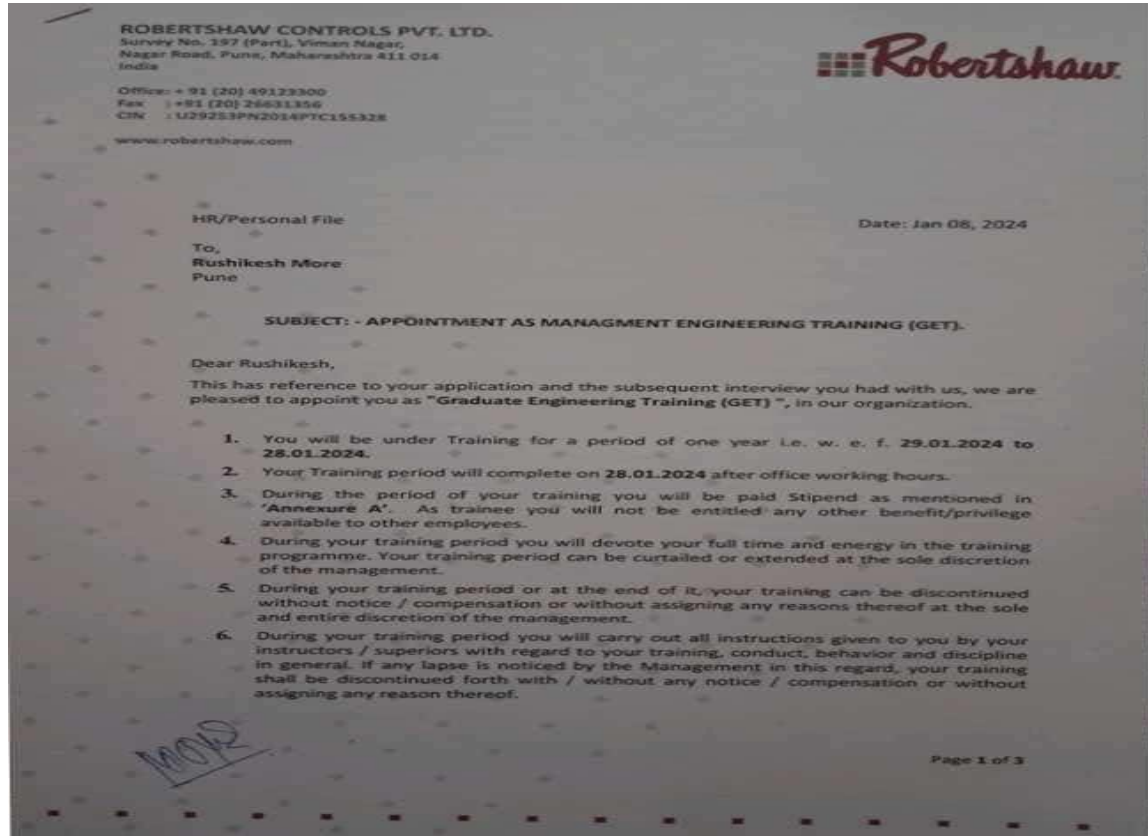 ROBERTSHAW CONTROLS PVT. LTD.
Survey No. 197 (Part), Viman Nagar,
Nagar Road, Pune, Maharashtra 411 014
India
Robertshaw
Office: + 91 (20) 49123300
Fax : +91 (20) 26631356
CIN : U29253PN2014PTC155328
www.robertshaw.com
HR/Personal File
Date: Jan 08, 2024
To,
Rushikesh More
Pune
SUBJECT: - APPOINTMENT AS MANAGMENT ENGINEERING TRAINING (GET).
Dear Rushikesh,
This has reference to your application and the subsequent interview you had with us, we are
pleased to appoint you as "Graduate Engineering Training (GET) ", in our organization.
1. You will be under Training for a period of one year i.e. w. e. f. 29.01.2024 to
28.01.2024.
2. Your Training period will complete on 28.01.2024 after office working hours.
3. During the period of your training you will be paid Stipend as mentioned in
'Annexure A'. As trainee you will not be entitled any other benefit/privilege
available to other employees.
4. During your training period you will devote your full time and energy in the training
programme. Your training period can be curtailed or extended at the sole discretion
of the management.
5. During your training period or at the end of it, your training can be discontinued
without notice / compensation or without assigning any reasons thereof at the sole
and entire discretion of the management.
6. During your training period you will carry out all instructions given to you by your
instructors / superiors with regard to your training, conduct, behavior and discipline
in general. If any lapse is noticed by the Management in this regard, your training
shall be discontinued forth with / without any notice / compensation or without
assigning any reason thereof.
Page 1 of 3